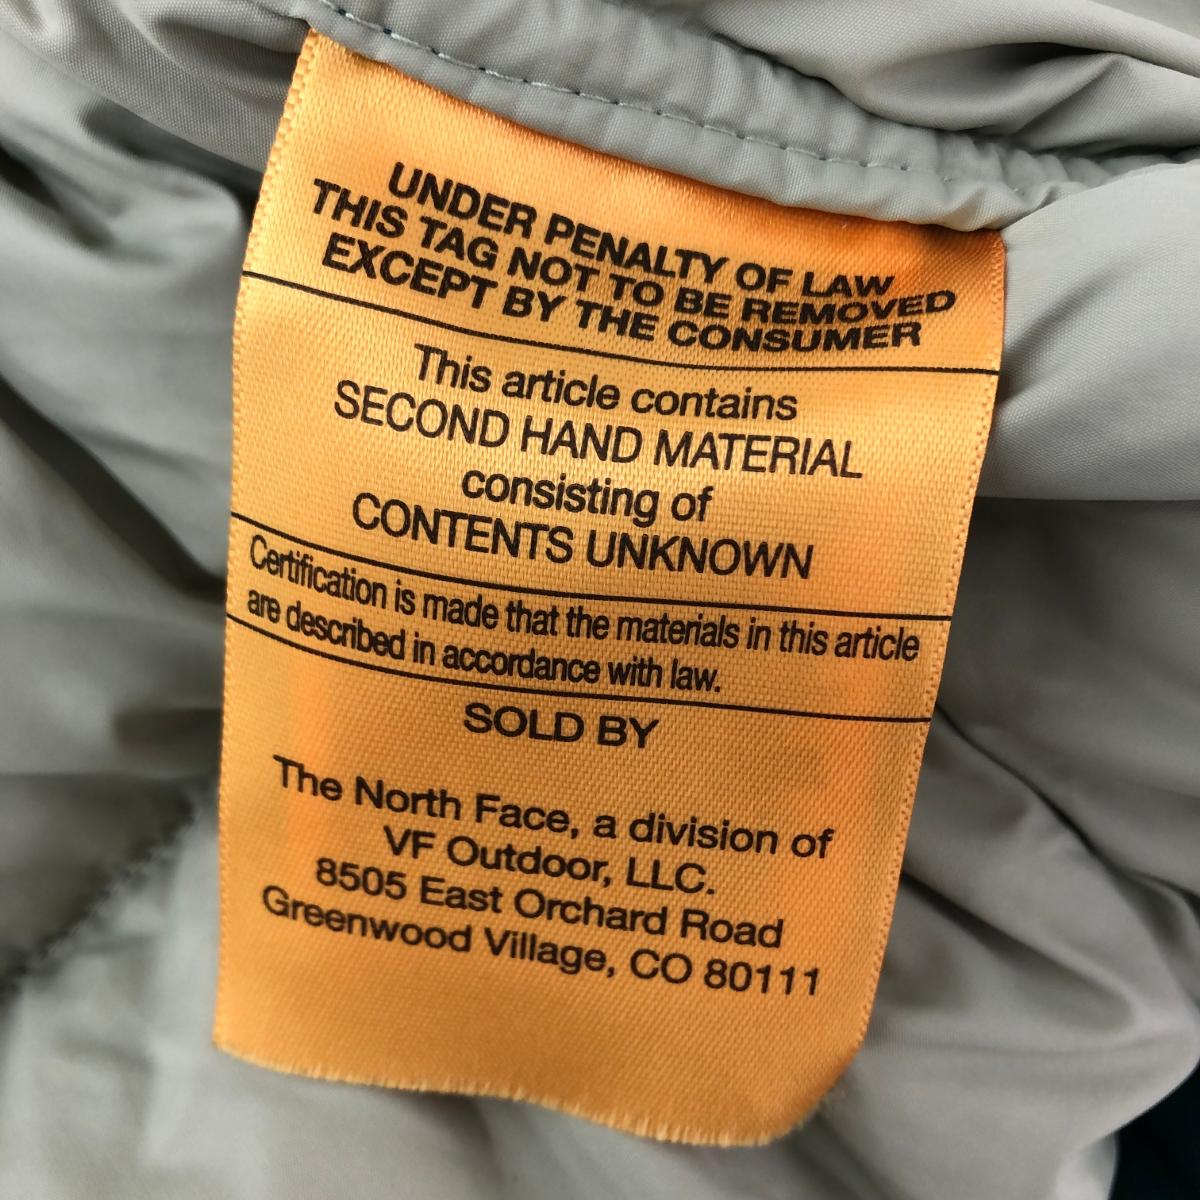 UNDER PENALTY OF LAW
THIS TAG NOT TO BE REMOVED
EXCEPT BY THE CONSUMER
This article contains
SECOND HAND MATERIAL
consisting of
CONTENTS UNKNOWN
Certification is made that the materials in this article
are described in accordance with law.
SOLD BY
The North Face, a division of
VF Outdoor, LLC.
8505 East Orchard Road
Greenwood Village, CO 80111